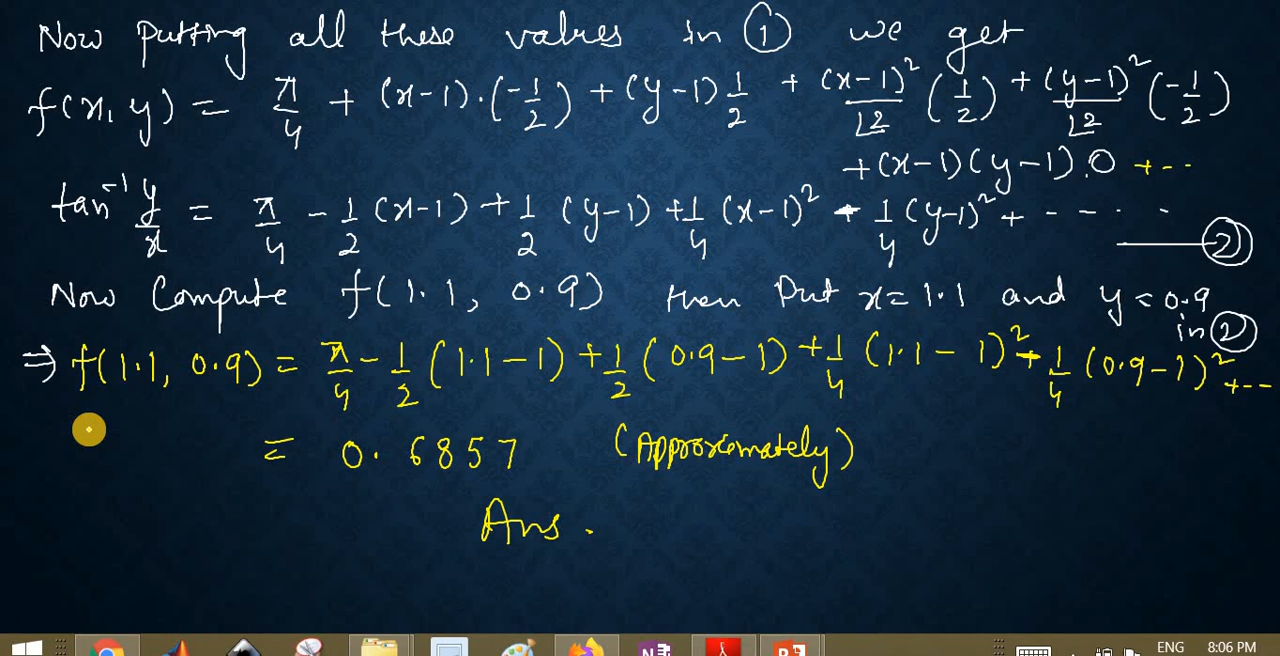 Now Putting all these values in ① we get
f(x, y) = π/4 + (x-1).(-1/2) + (y-1) 1/2 + (x-1)²/⌊2 (1/2) + (y-1)²/⌊2 (-1/2)
+(x-1)(y-1).0 + --
tan⁻¹ y/x = π/4 - 1/2 (x-1) + 1/2 (y-1) + 1/4 (x-1)² - 1/4 (y-1)² + - - - - -
②
Now Compute f(1.1, 0.9) then Put x=1.1 and y=0.9
in ②
⇒ f(1.1, 0.9) = π/4 - 1/2 (1.1-1) + 1/2 (0.9-1) + 1/4 (1.1-1)² - 1/4 (0.9-1)² + --
= 0.6857 (Approximately)
Ans.
ENG 8:06 PM